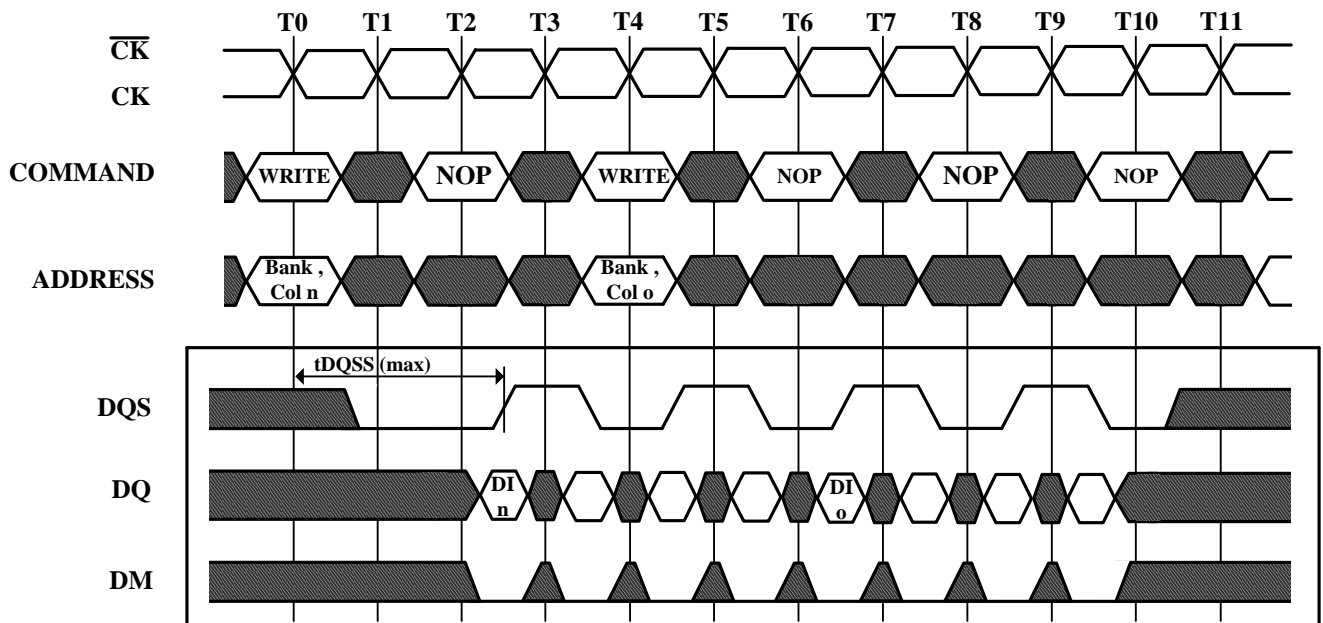 T0 T1 T2 T3 T4 T5 T6 T7 T8 T9 T10 T11
CK
CK
COMMAND WRITE NOP WRITE NOP NOP NOP
ADDRESS
Bank ,
Col n
Bank ,
Col o
tDQSS (max)
DQS
DQ
DI
n
DI
o
DM